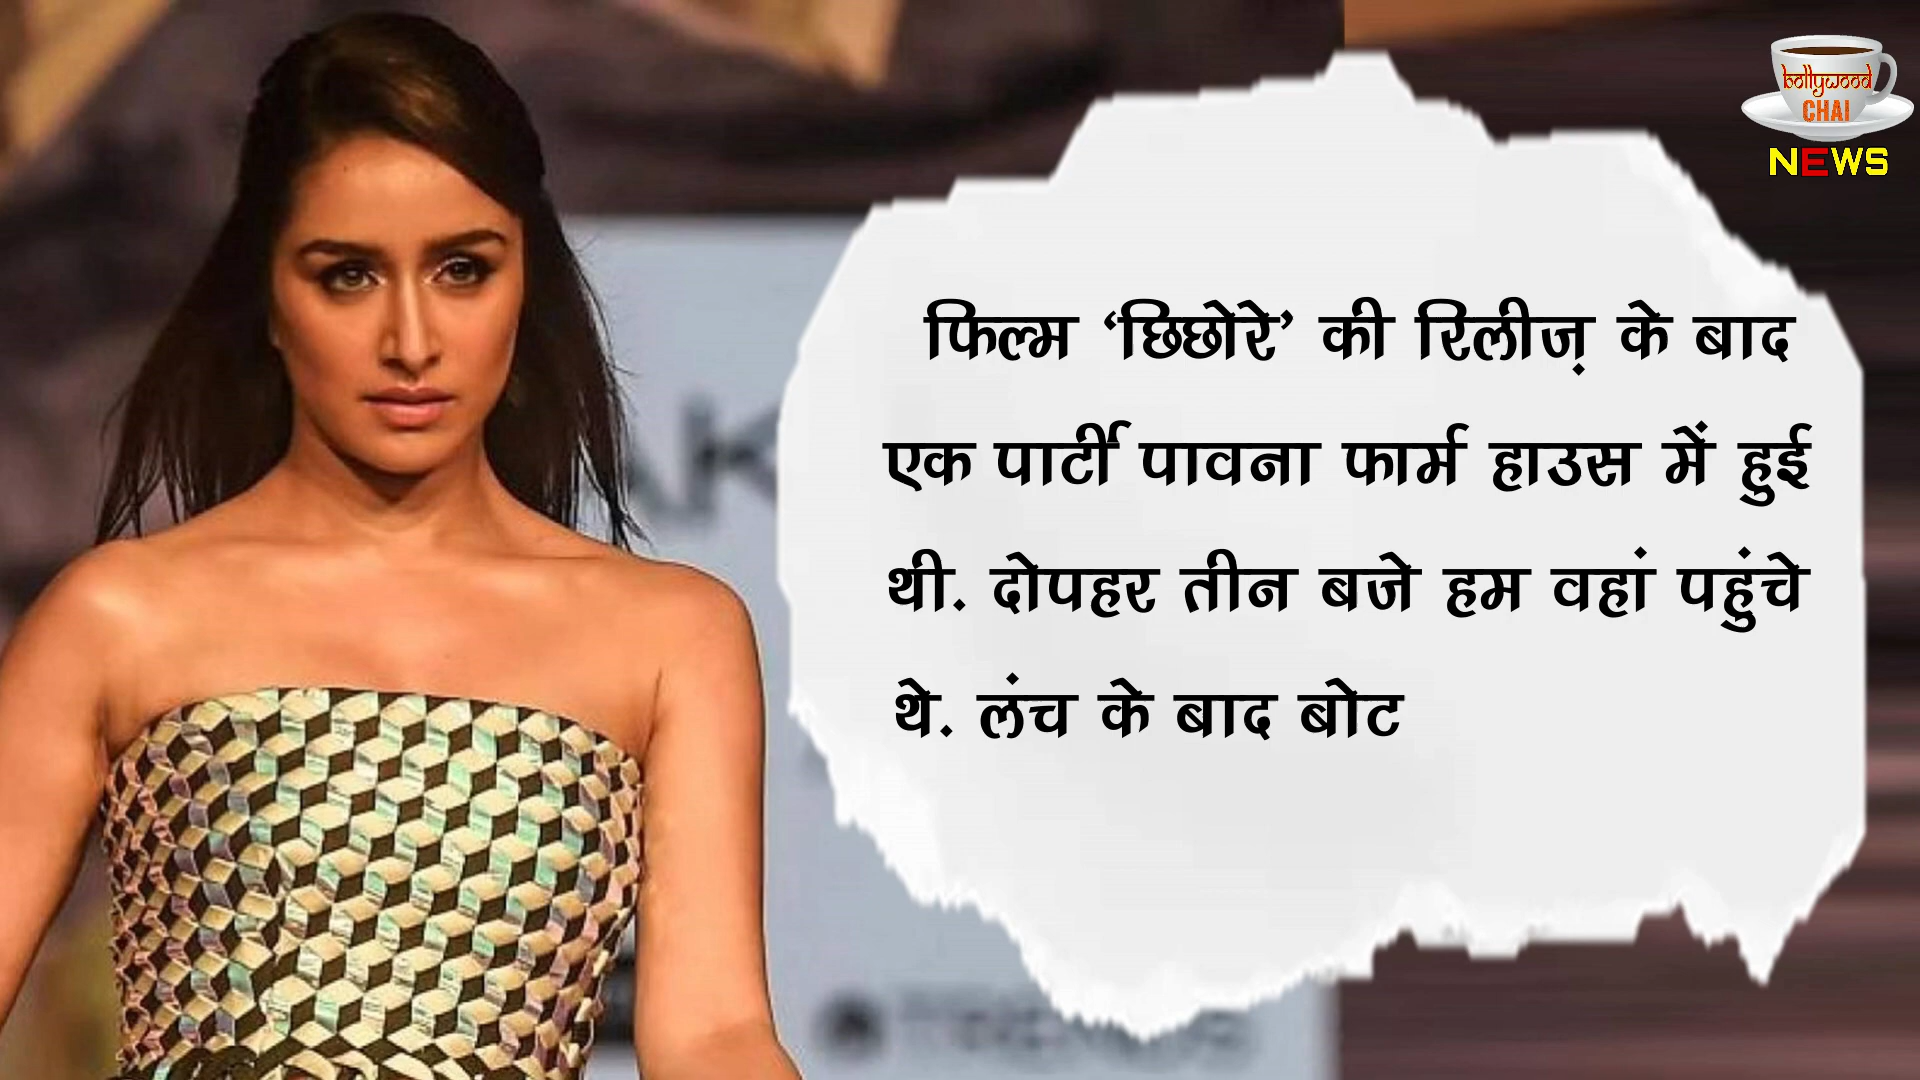 bollywood
CHAI
NEWS
फिल्म ‘छिछोरे’ की रिलीज़ के बाद
एक पार्टी पावना फार्म हाउस में हुई
थी. दोपहर तीन बजे हम वहां पहुंचे
थे. लंच के बाद बोट